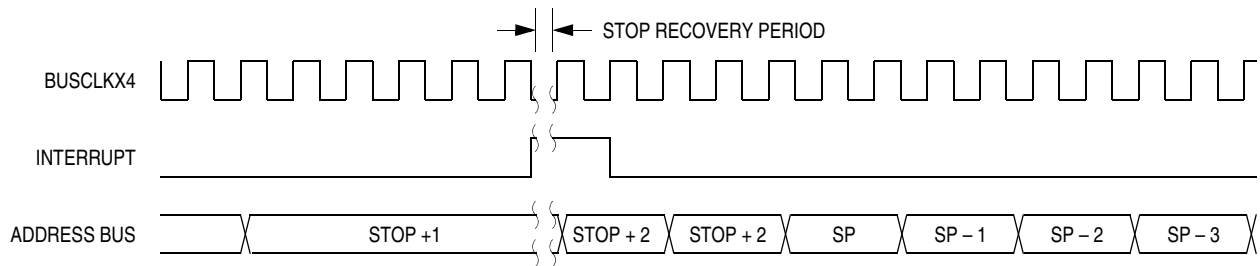 STOP RECOVERY PERIOD
BUSCLKX4
INTERRUPT
ADDRESS BUS STOP +1 STOP + 2 STOP + 2 SP SP – 1 SP – 2 SP – 3